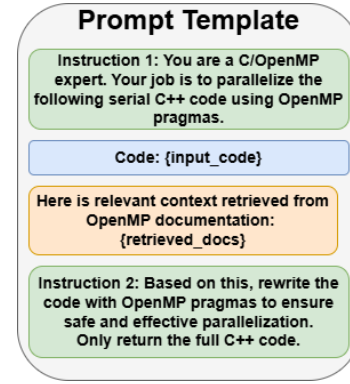 Prompt Template
Instruction 1: You are a C/OpenMP
expert. Your job is to parallelize the
following serial C++ code using OpenMP
pragmas.
Code: {input_code}
Here is relevant context retrieved from
OpenMP documentation:
{retrieved_docs}
Instruction 2: Based on this, rewrite the
code with OpenMP pragmas to ensure
safe and effective parallelization.
Only return the full C++ code.